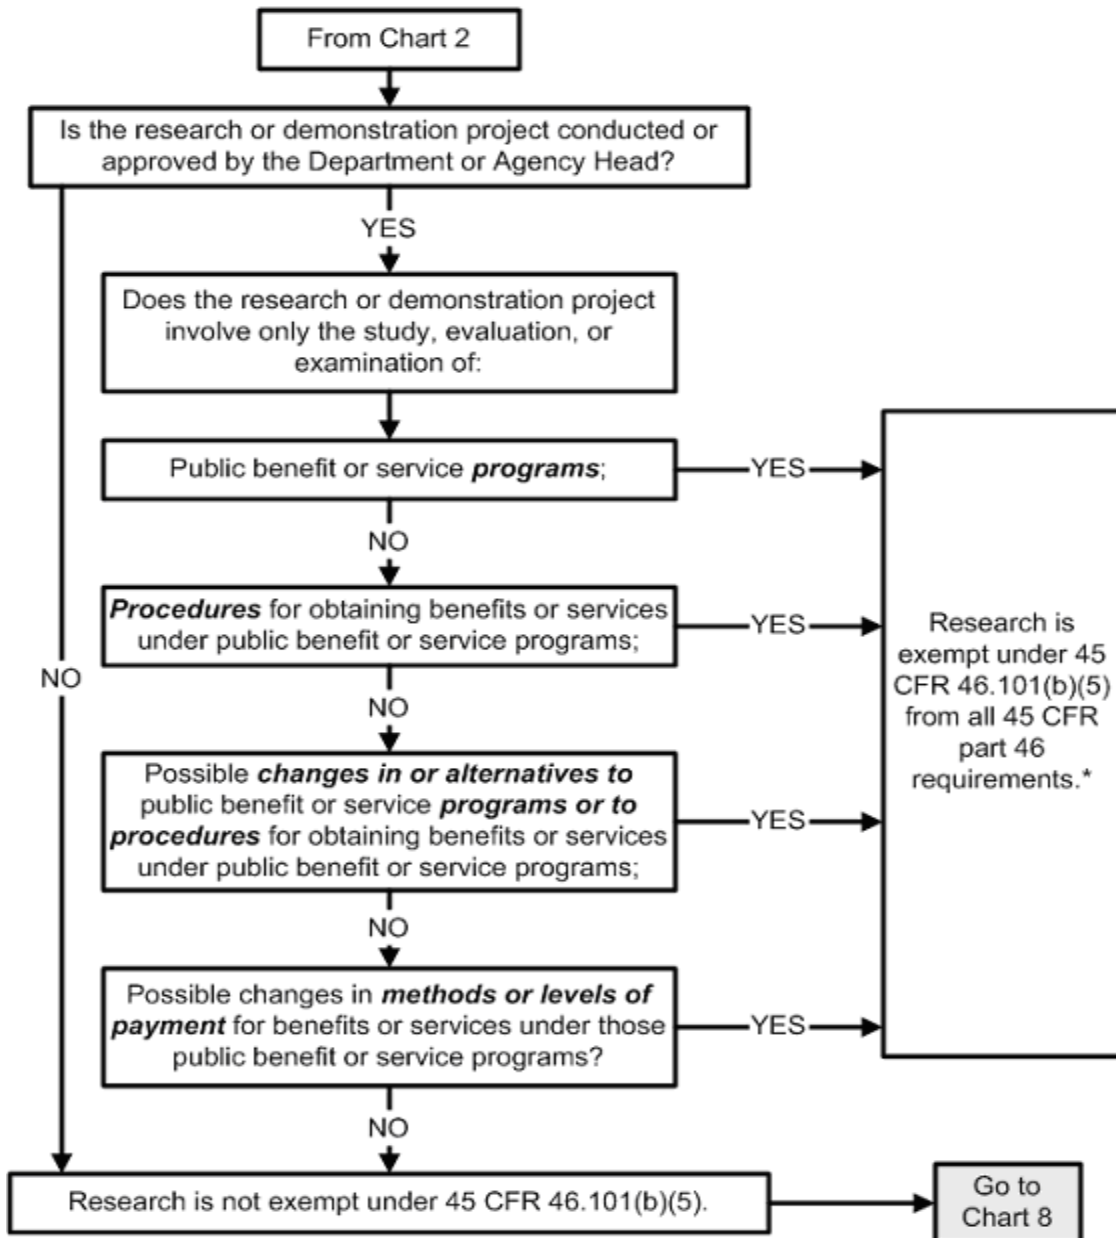 From Chart 2
Is the research or demonstration project conducted or
approved by the Department or Agency Head?
YES
Does the research or demonstration project
involve only the study, evaluation, or
examination of:
Public benefit or service programs;
YES
NO
Procedures for obtaining benefits or services
under public benefit or service programs;
YES
NO
NO
Possible changes in or alternatives to
public benefit or service programs or to
procedures for obtaining benefits or services
under public benefit or service programs;
YES
NO
Possible changes in methods or levels of
payment for benefits or services under those
public benefit or service programs?
YES
NO
Research is
exempt under 45
CFR 46.101(b)(5)
from all 45 CFR
part 46
requirements.*
Research is not exempt under 45 CFR 46.101(b)(5).
Go to
Chart 8